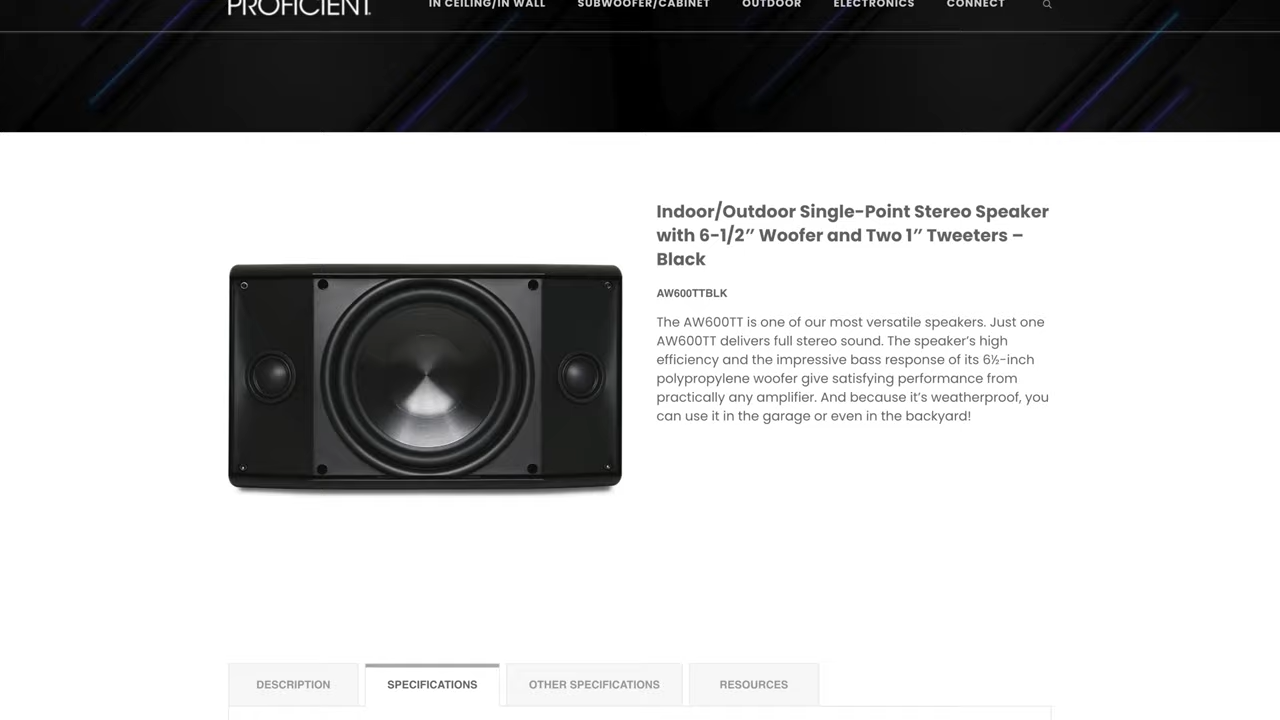 PROFICIENT
IN CEILING/IN WALL
SUBWOOFER/CABINET
OUTDOOR
ELECTRONICS
CONNECT
Indoor/Outdoor Single-Point Stereo Speaker
with 6-1/2″ Woofer and Two 1″ Tweeters –
Black
AW600TTBLK
The AW600TT is one of our most versatile speakers. Just one
AW600TT delivers full stereo sound. The speaker’s high
efficiency and the impressive bass response of its 6½-inch
polypropylene woofer give satisfying performance from
practically any amplifier. And because it’s weatherproof, you
can use it in the garage or even in the backyard!
DESCRIPTION
SPECIFICATIONS
OTHER SPECIFICATIONS
RESOURCES